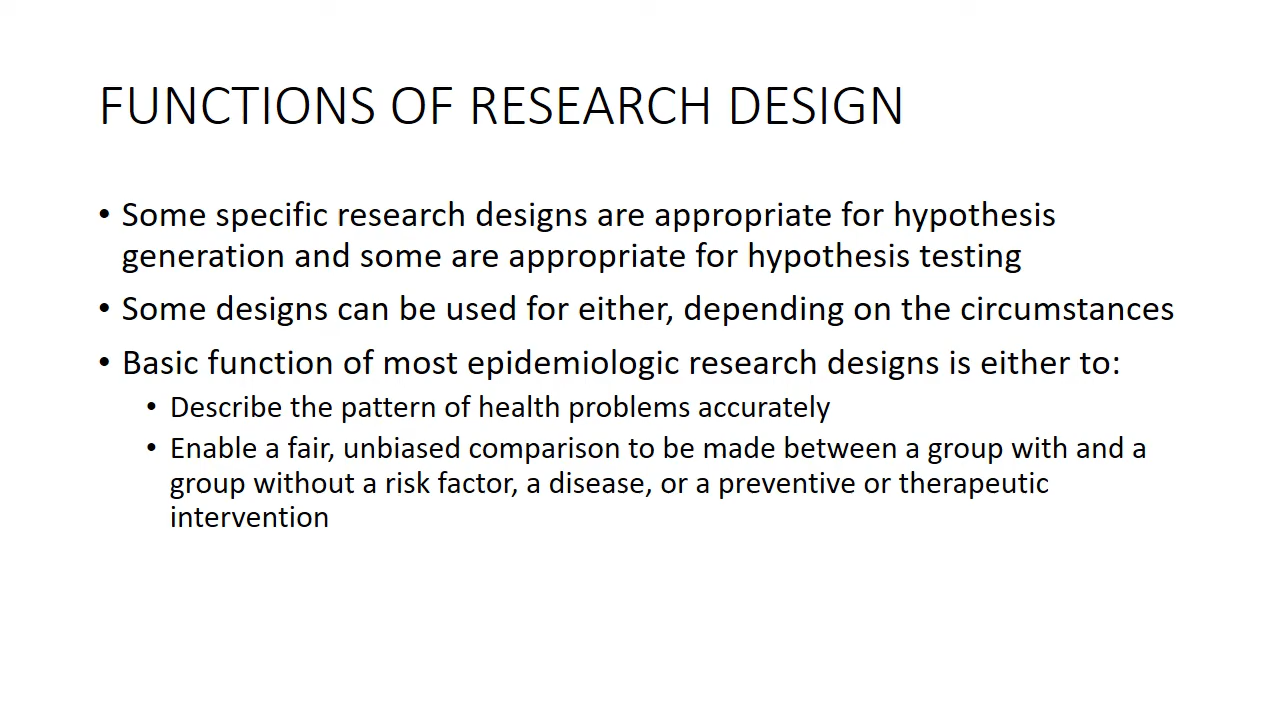 FUNCTIONS OF RESEARCH DESIGN
• Some specific research designs are appropriate for hypothesis
generation and some are appropriate for hypothesis testing
• Some designs can be used for either, depending on the circumstances
• Basic function of most epidemiologic research designs is either to:
• Describe the pattern of health problems accurately
• Enable a fair, unbiased comparison to be made between a group with and a
group without a risk factor, a disease, or a preventive or therapeutic
intervention